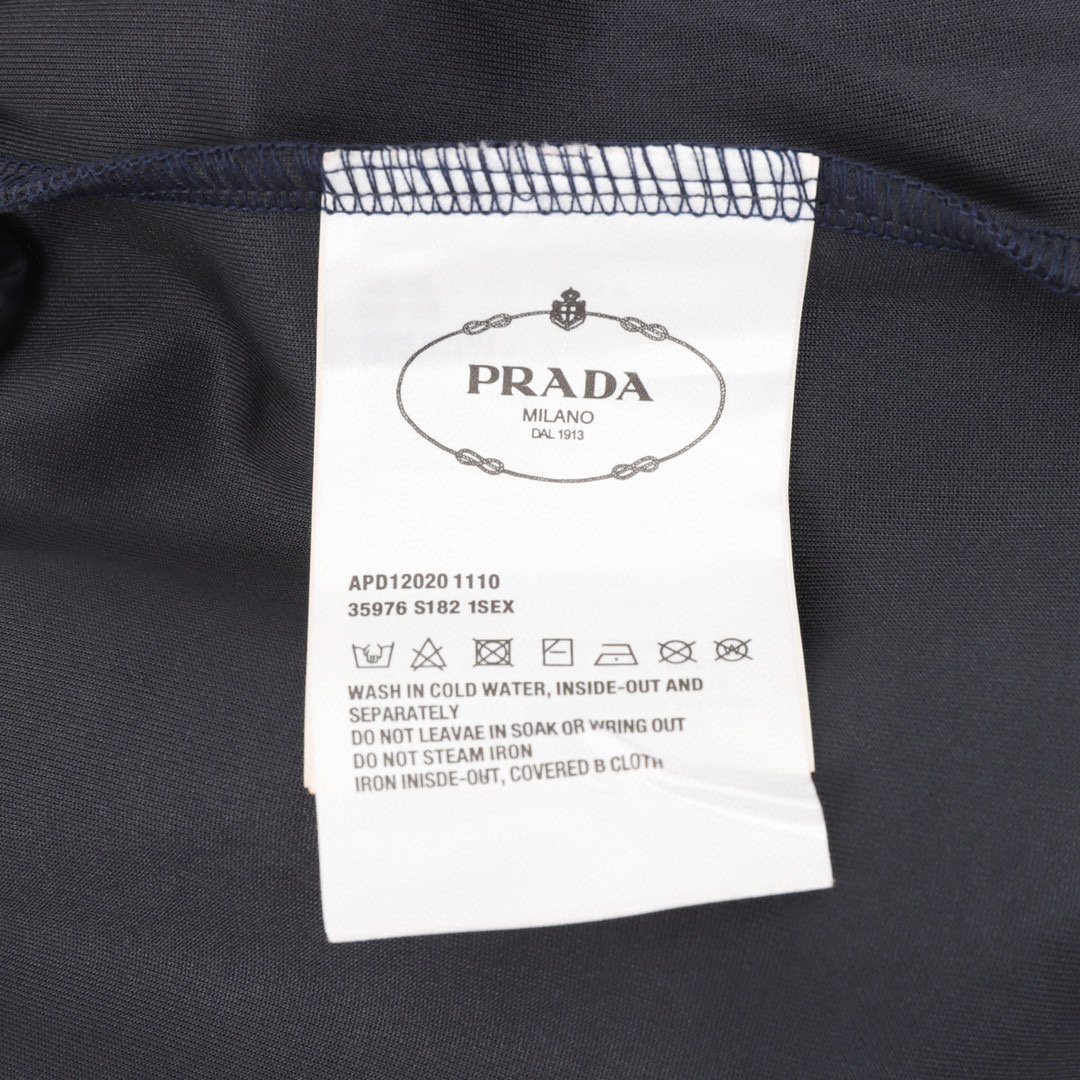 PRADA
MILANO
DAL 1913
APD12020 1110
35976 S182 1SEX
WASH IN COLD WATER, INSIDE-OUT AND
SEPARATELY
DO NOT LEAVAE IN SOAK OR WRING OUT
DO NOT STEAM IRON
IRON INISDE-OUT, COVERED B CLOTH